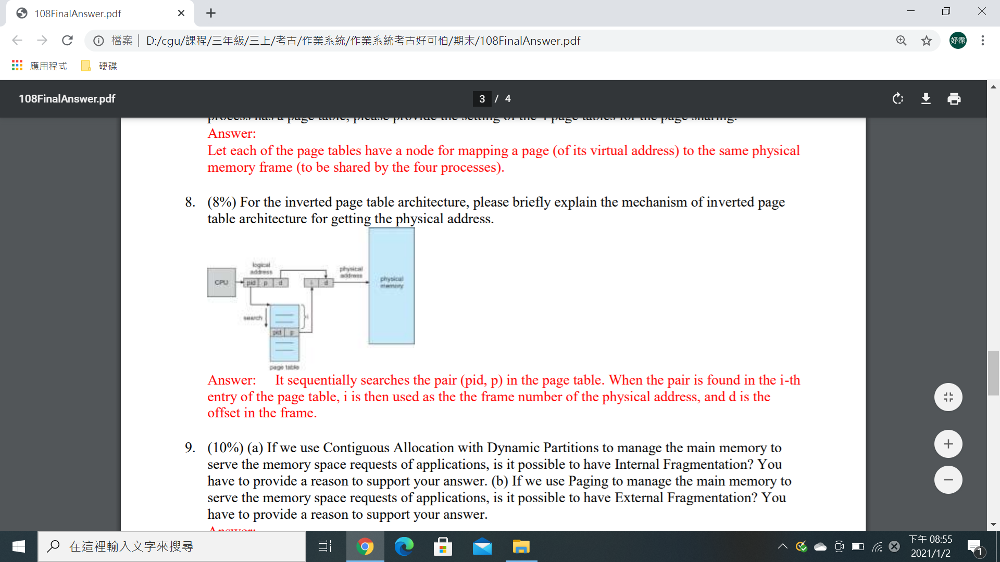 108FinalAnswer.pdf
檔案 D:/cgu/課程/三年級/三上/考古/作業系統/作業系統考古好可怕/期末/108FinalAnswer.pdf
妤霈
應用程式 硬碟
108FinalAnswer.pdf 3 / 4
process has a page table, please provide the setting of the 4 page tables for the page sharing.
Answer:
Let each of the page tables have a node for mapping a page (of its virtual address) to the same physical
memory frame (to be shared by the four processes).
8. (8%) For the inverted page table architecture, please briefly explain the mechanism of inverted page
table architecture for getting the physical address.
logical
address
physical
address
CPU
pid p d
i d
physical
memory
search
i
pid p
page table
Answer: It sequentially searches the pair (pid, p) in the page table. When the pair is found in the i-th
entry of the page table, i is then used as the the frame number of the physical address, and d is the
offset in the frame.
9. (10%) (a) If we use Contiguous Allocation with Dynamic Partitions to manage the main memory to
serve the memory space requests of applications, is it possible to have Internal Fragmentation? You
have to provide a reason to support your answer. (b) If we use Paging to manage the main memory to
serve the memory space requests of applications, is it possible to have External Fragmentation? You
have to provide a reason to support your answer.
Answer:
在這裡輸入文字來搜尋
下午 08:55
2021/1/2
1